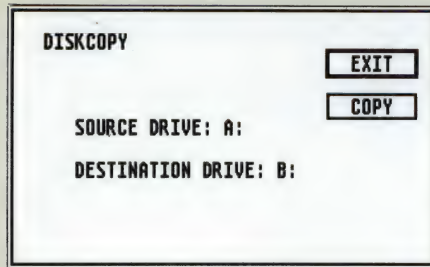 DISKCOPY
EXIT
COPY
SOURCE DRIVE: A:
DESTINATION DRIVE: B: